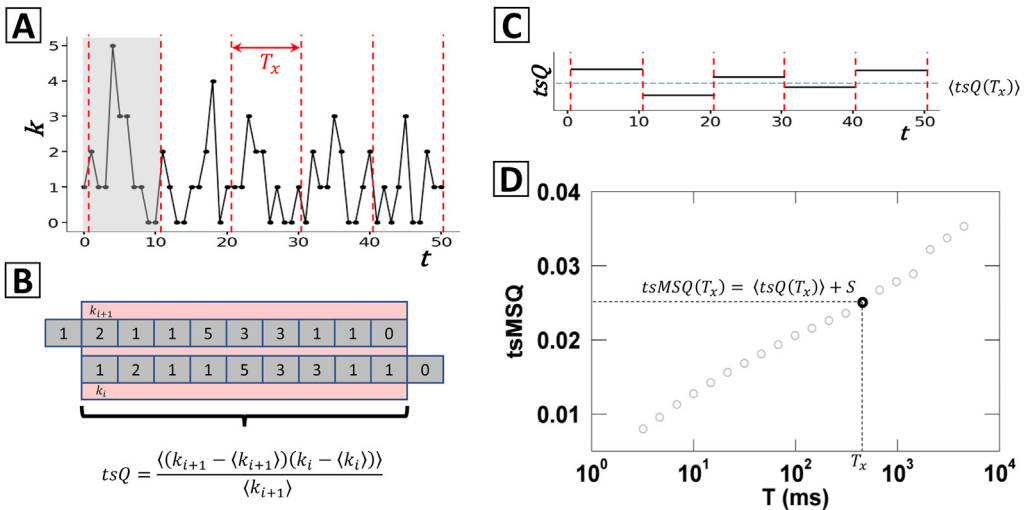 A
k
5
4
3
2
1
0
T_x
0 10 20 30 40 50
t
B
k_{i+1}
1 2 1 1 5 3 3 1 1 0
1 2 1 1 5 3 3 1 1 0
k_i
tsQ = ⟨(k_{i+1} − ⟨k_{i+1}⟩)(k_i − ⟨k_i⟩)⟩ / ⟨k_{i+1}⟩
C
tsQ
⟨tsQ(T_x)⟩
0 10 20 30 40 50
t
D
tsMSQ
0.04
0.03
0.02
0.01
tsMSQ(T_x) = ⟨tsQ(T_x)⟩ + S
10^0 10^1 10^2 T_x 10^3 10^4
T (ms)